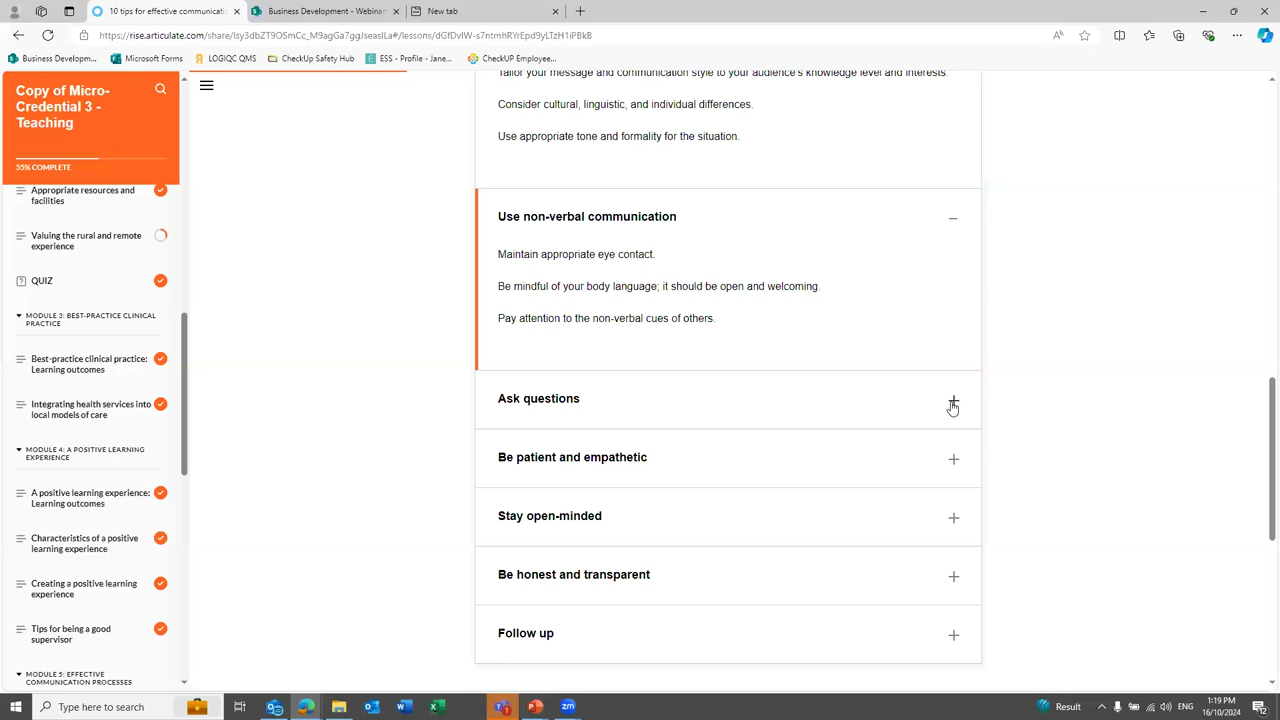 10 tips for effective communicati
Business Development - Webinar
New tab
https://rise.articulate.com/share/Isy3dbZT9OSmCc_M9agGa7ggJseasILa#/lessons/dGfDvIW-s7ntmhRYrEpd9yLTzH1iPBkB
Business Developm...
Microsoft Forms
LOGIQC QMS
CheckUp Safety Hub
ESS - Profile - Jane...
CheckUP Employee...
Copy of Micro-
Credential 3 -
Teaching
35% COMPLETE
Appropriate resources and
facilities
Valuing the rural and remote
experience
QUIZ
MODULE 3: BEST-PRACTICE CLINICAL
PRACTICE
Best-practice clinical practice:
Learning outcomes
Integrating health services into
local models of care
MODULE 4: A POSITIVE LEARNING
EXPERIENCE
A positive learning experience:
Learning outcomes
Characteristics of a positive
learning experience
Creating a positive learning
experience
Tips for being a good
supervisor
MODULE 5: EFFECTIVE
COMMUNICATION PROCESSES
Tailor your message and communication style to your audience's knowledge level and interests.
Consider cultural, linguistic, and individual differences.
Use appropriate tone and formality for the situation.
Use non-verbal communication
Maintain appropriate eye contact.
Be mindful of your body language; it should be open and welcoming.
Pay attention to the non-verbal cues of others.
Ask questions
Be patient and empathetic
Stay open-minded
Be honest and transparent
Follow up
Type here to search
Result
1:19 PM
16/10/2024